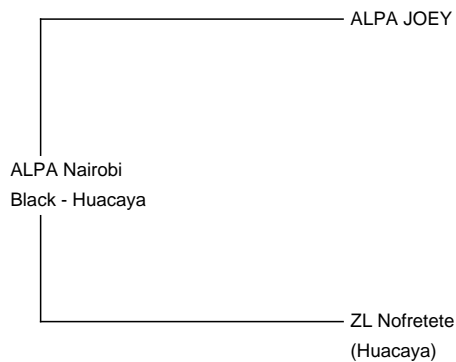 ALPA JOEY
ALPA Nairobi
Black - Huacaya
ZL Nofretete
(Huacaya)